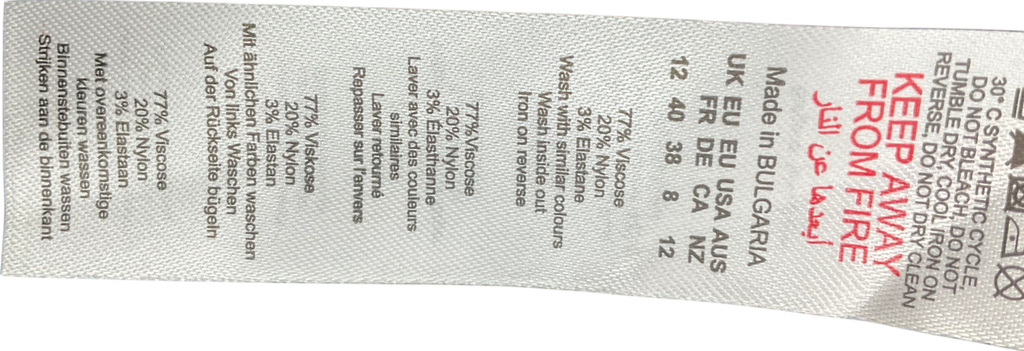 30° C SYNTHETIC CYCLE,
DO NOT BLEACH, DO NOT
TUMBLE DRY, COOL IRON ON
REVERSE, DO NOT DRY CLEAN
KEEP AWAY
FROM FIRE
أبعدها عن النار
Made in BULGARIA
UK EU EU USA AUS
FR DE CA NZ
12 40 38 8 12
77% Viscose
20% Nylon
3% Elastane
Wash with similar colours
Wash inside out
Iron on reverse
77%Viscose
20% Nylon
3% Élasthanne
Laver avec des couleurs
similaires
Laver retourné
Repasser sur l'envers
77% Viskose
20% Nylon
3% Elastan
Mit ähnlichen Farben waschen
Von links Waschen
Auf der Rückseite bügeln
77% Viscose
20% Nylon
3% Elastaan
Met overeenkomstige
kleuren wassen
Binnenstebuiten wassen
Strijken aan de binnenkant